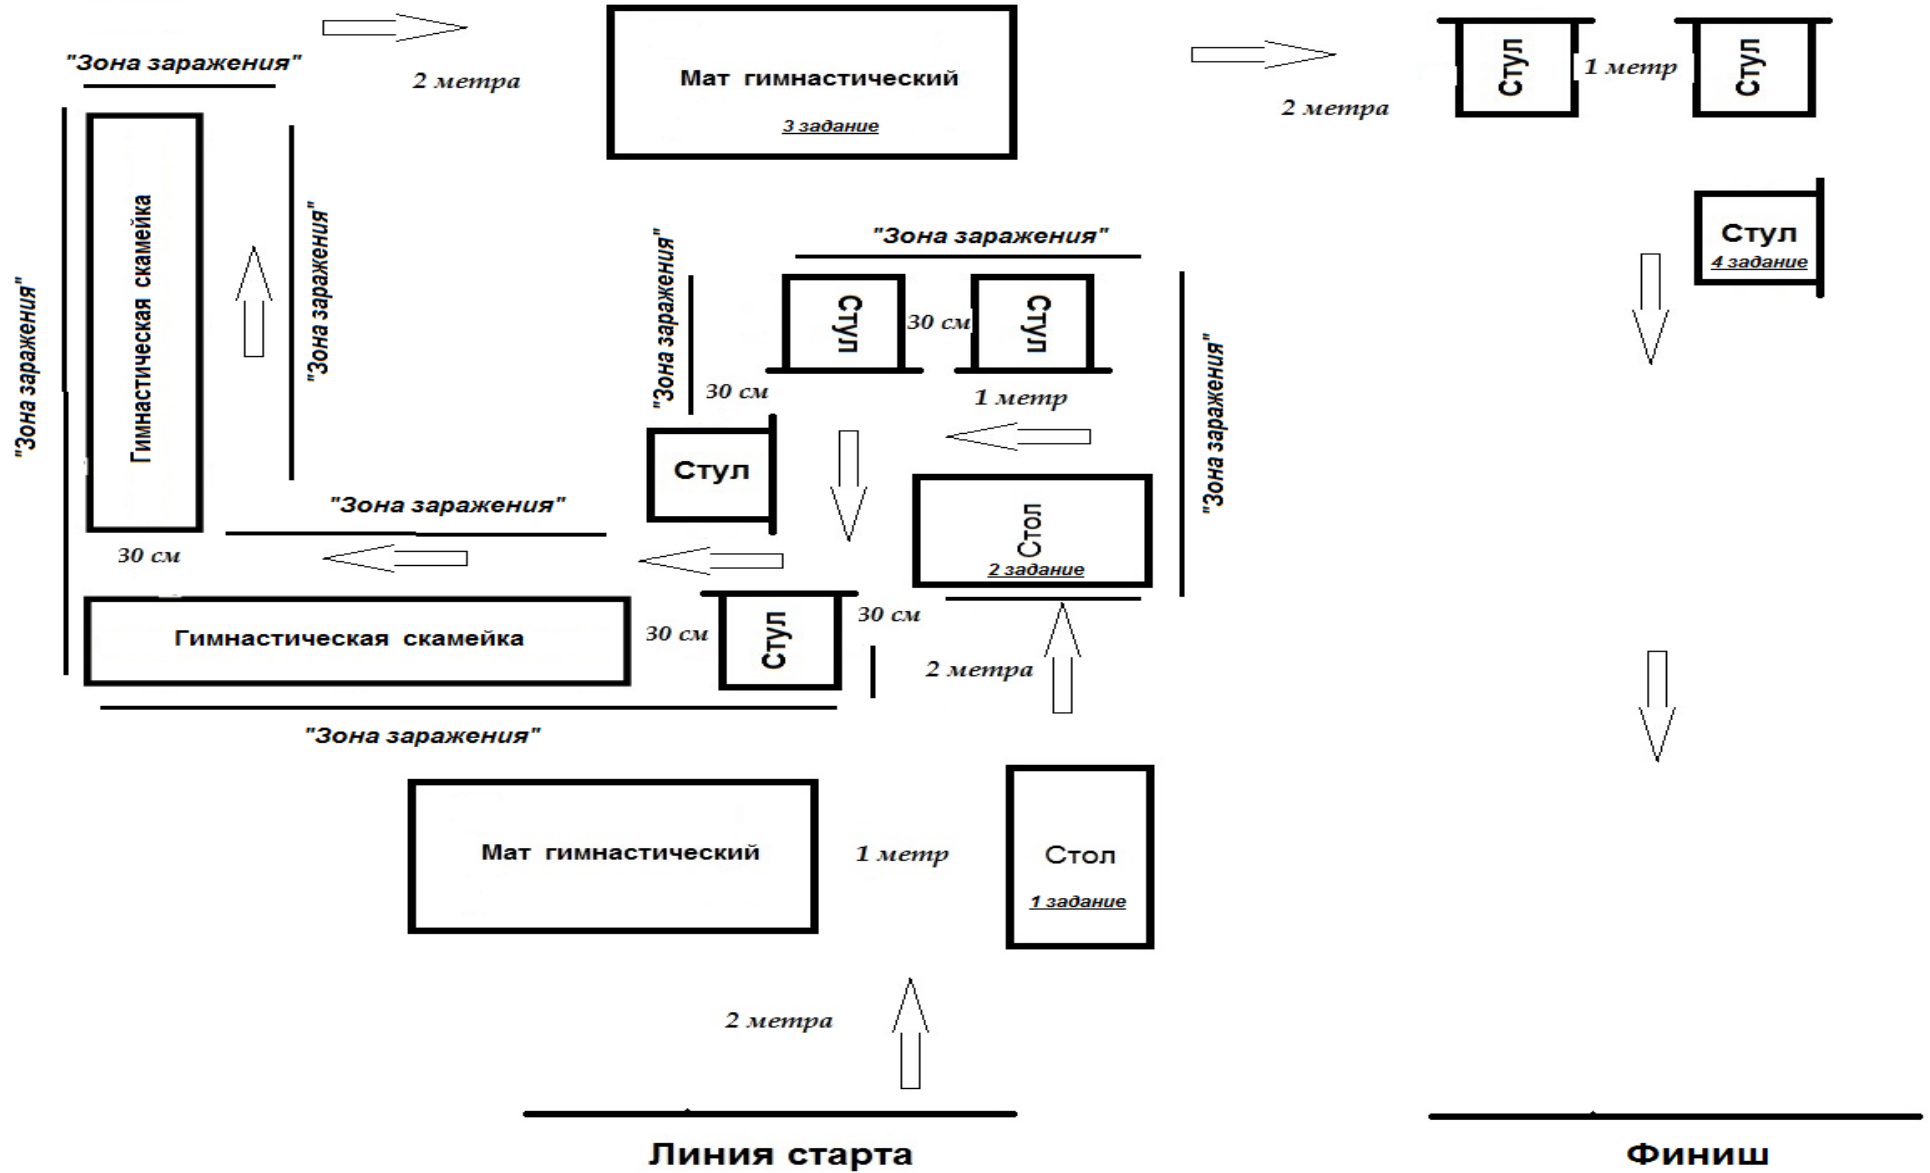 "Зона заражения"
2 метра
Мат гимнастический
3 задание
2 метра
Стул
1 метр
Стул
Стул
4 задание
"Зона заражения"
Гимнастическая скамейка
"Зона заражения"
"Зона заражения"
"Зона заражения"
Стул
30 см
Стул
30 см
1 метр
"Зона заражения"
Стул
"Зона заражения"
Стол
2 задание
30 см
Гимнастическая скамейка
30 см
Стул
30 см
2 метра
"Зона заражения"
Мат гимнастический
1 метр
Стол
1 задание
2 метра
Линия старта
Финиш